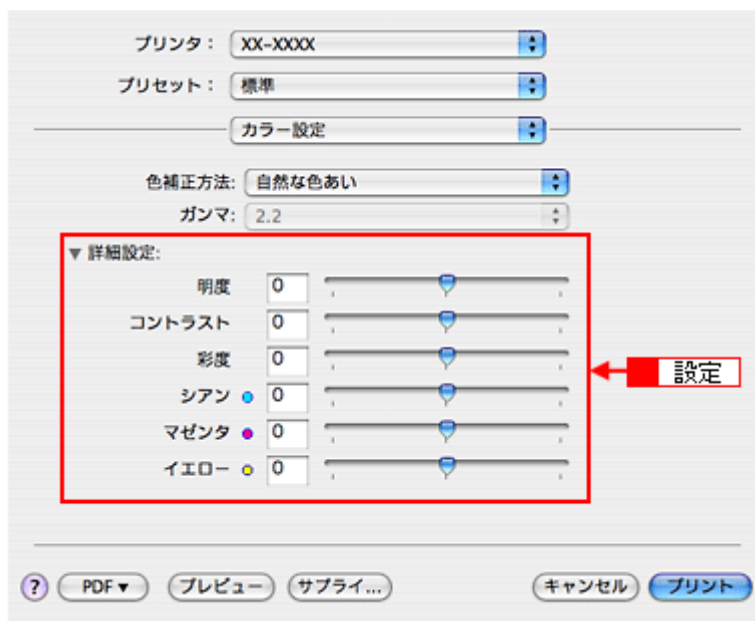 プリンタ： XX-XXXX
プリセット： 標準
カラー設定
色補正方法: 自然な色あい
ガンマ: 2.2
▼ 詳細設定:
明度 0
コントラスト 0
彩度 0
設定
シアン 0
マゼンタ 0
イエロー 0
? PDF▼ プレビュー サプライ... キャンセル プリント